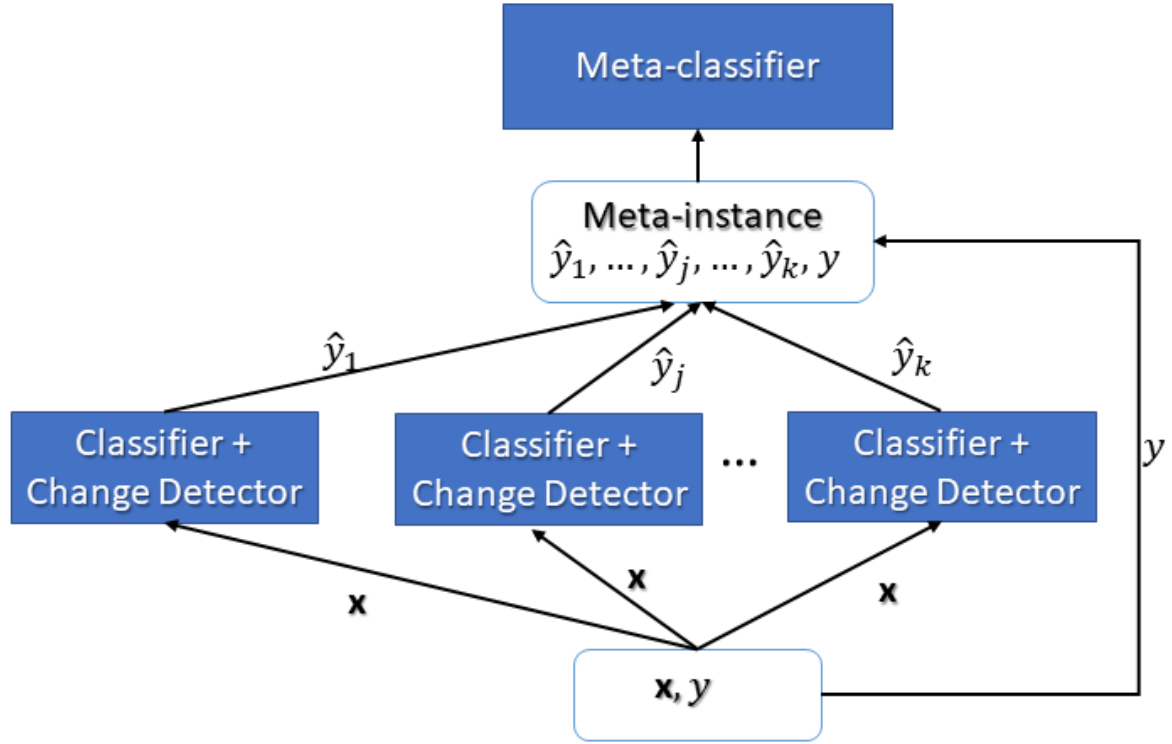 Meta-classifier
Meta-instance
ŷ₁, ..., ŷⱼ, ..., ŷₖ, y
ŷ₁
ŷⱼ
ŷₖ
Classifier +
Change Detector
Classifier +
Change Detector
...
Classifier +
Change Detector
y
x
x
x
x, y